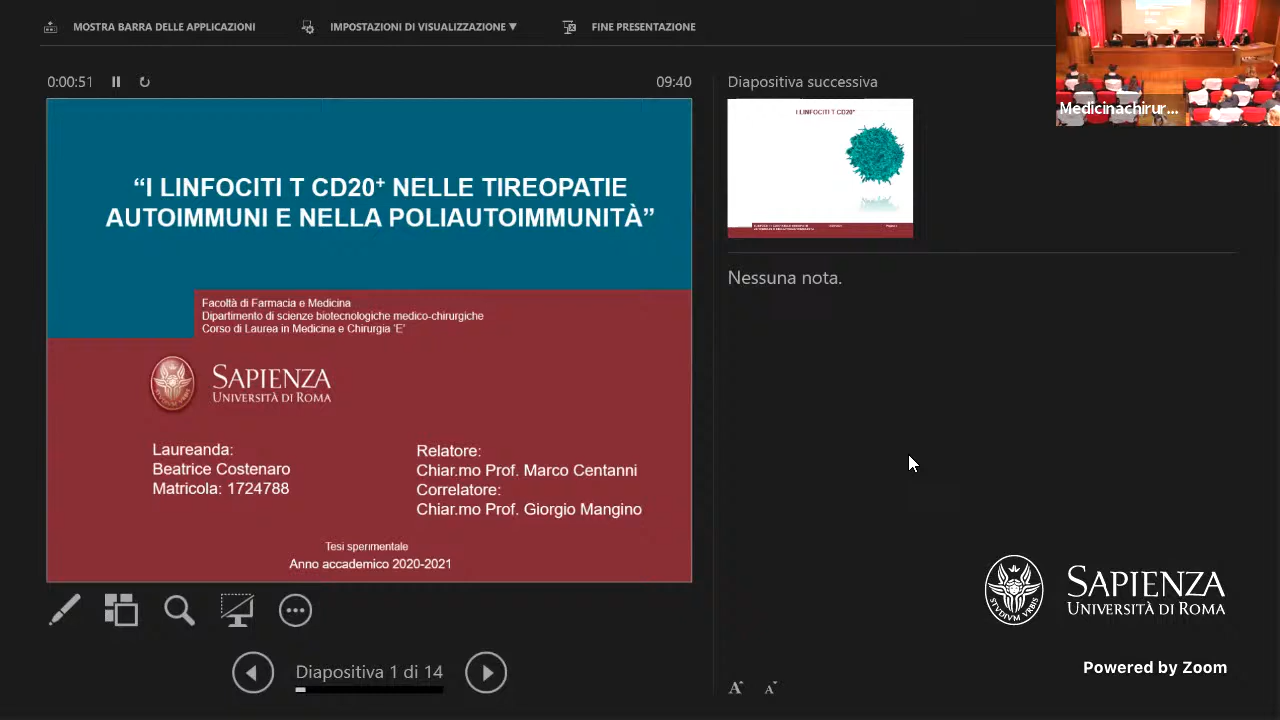 MOSTRA BARRA DELLE APPLICAZIONI
IMPOSTAZIONI DI VISUALIZZAZIONE ▼
FINE PRESENTAZIONE
Medicinachirur...
0:00:51
09:40
“I LINFOCITI T CD20+ NELLE TIREOPATIE
AUTOIMMUNI E NELLA POLIAUTOIMMUNITÀ”
Facoltà di Farmacia e Medicina
Dipartimento di scienze biotecnologiche medico-chirurgiche
Corso di Laurea in Medicina e Chirurgia 'E'
SAPIENZA
UNIVERSITÀ DI ROMA
Laureanda:
Beatrice Costenaro
Matricola: 1724788
Relatore:
Chiar.mo Prof. Marco Centanni
Correlatore:
Chiar.mo Prof. Giorgio Mangino
Tesi sperimentale
Anno accademico 2020-2021
Diapositiva 1 di 14
Diapositiva successiva
I LINFOCITI T CD20+
Nessuna nota.
A A
SAPIENZA
UNIVERSITÀ DI ROMA
Powered by Zoom